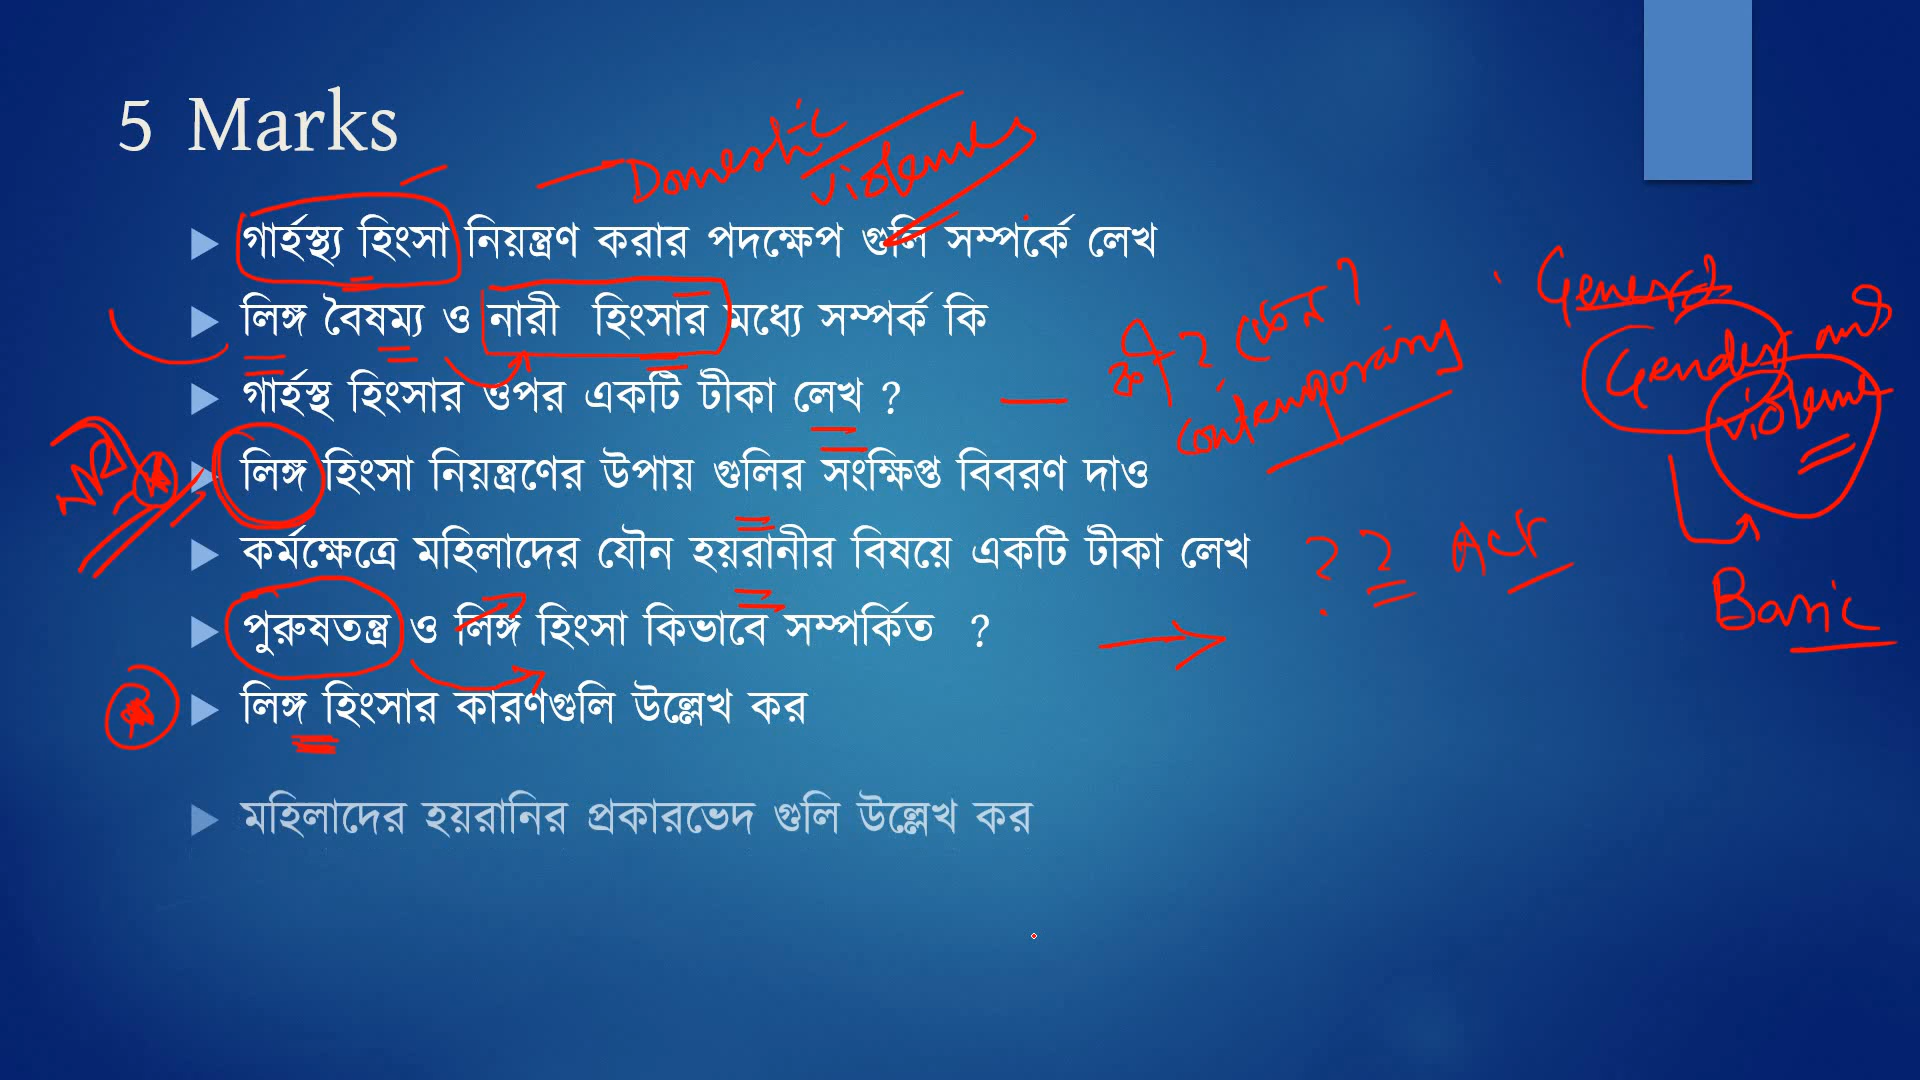 5 Marks
Domestic
violence
গার্হস্থ্য হিংসা নিয়ন্ত্রণ করার পদক্ষেপ গুলি সম্পর্কে লেখ
লিঙ্গ বৈষম্য ও নারী হিংসার মধ্যে সম্পর্ক কি
গার্হস্থ হিংসার ওপর একটি টীকা লেখ ?
কী ? কেন ?
contemporary
Gender and
violence
লিঙ্গ হিংসা নিয়ন্ত্রণের উপায় গুলির সংক্ষিপ্ত বিবরণ দাও
কর্মক্ষেত্রে মহিলাদের যৌন হয়রানীর বিষয়ে একটি টীকা লেখ
? ? Act
Basic
পুরুষতন্ত্র ও লিঙ্গ হিংসা কিভাবে সম্পর্কিত ?
লিঙ্গ হিংসার কারণগুলি উল্লেখ কর
মহিলাদের হয়রানির প্রকারভেদ গুলি উল্লেখ কর